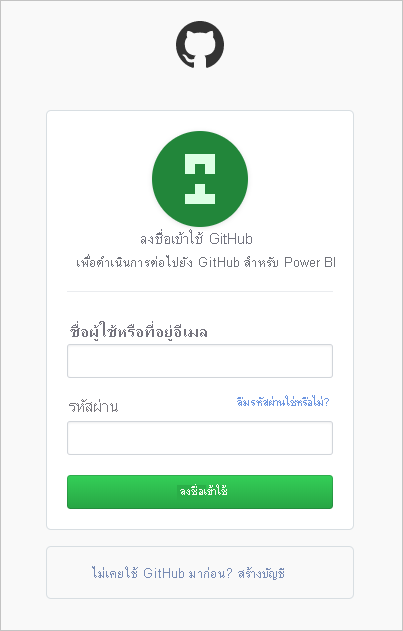 ลงชื่อเข้าใช้ GitHub
เพื่อดำเนินการต่อไปยัง GitHub สำหรับ Power BI
ชื่อผู้ใช้หรือที่อยู่อีเมล
รหัสผ่าน
ลืมรหัสผ่านใช่หรือไม่?
ลงชื่อเข้าใช้
ไม่เคยใช้ GitHub มาก่อน? สร้างบัญชี